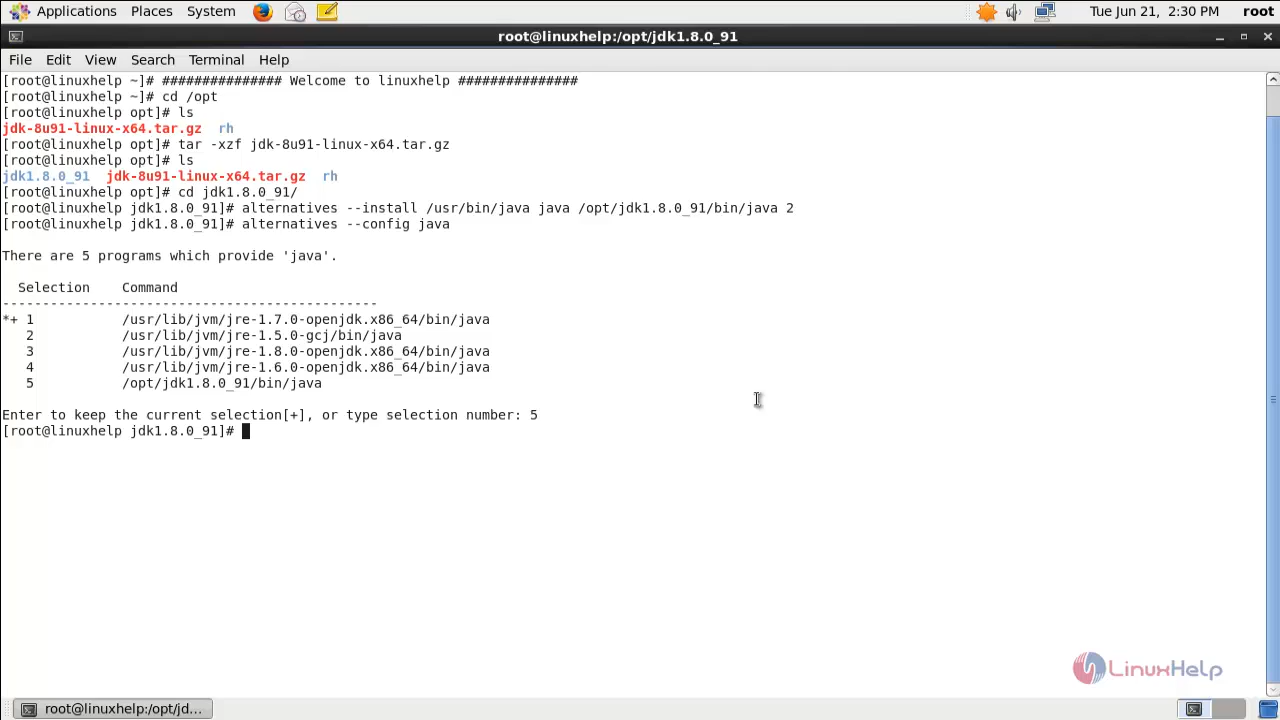 Applications Places System Tue Jun 21, 2:30 PM root
root@linuxhelp:/opt/jdk1.8.0_91
File Edit View Search Terminal Help
[root@linuxhelp ~]# ############### Welcome to linuxhelp ###############
[root@linuxhelp ~]# cd /opt
[root@linuxhelp opt]# ls
jdk-8u91-linux-x64.tar.gz  rh
[root@linuxhelp opt]# tar -xzf jdk-8u91-linux-x64.tar.gz
[root@linuxhelp opt]# ls
jdk1.8.0_91  jdk-8u91-linux-x64.tar.gz  rh
[root@linuxhelp opt]# cd jdk1.8.0_91/
[root@linuxhelp jdk1.8.0_91]# alternatives --install /usr/bin/java java /opt/jdk1.8.0_91/bin/java 2
[root@linuxhelp jdk1.8.0_91]# alternatives --config java
There are 5 programs which provide 'java'.
  Selection    Command
-----------------------------------------------
*+ 1           /usr/lib/jvm/jre-1.7.0-openjdk.x86_64/bin/java
   2           /usr/lib/jvm/jre-1.5.0-gcj/bin/java
   3           /usr/lib/jvm/jre-1.8.0-openjdk.x86_64/bin/java
   4           /usr/lib/jvm/jre-1.6.0-openjdk.x86_64/bin/java
   5           /opt/jdk1.8.0_91/bin/java
Enter to keep the current selection[+], or type selection number: 5
[root@linuxhelp jdk1.8.0_91]#
LinuxHelp
root@linuxhelp:/opt/jd...